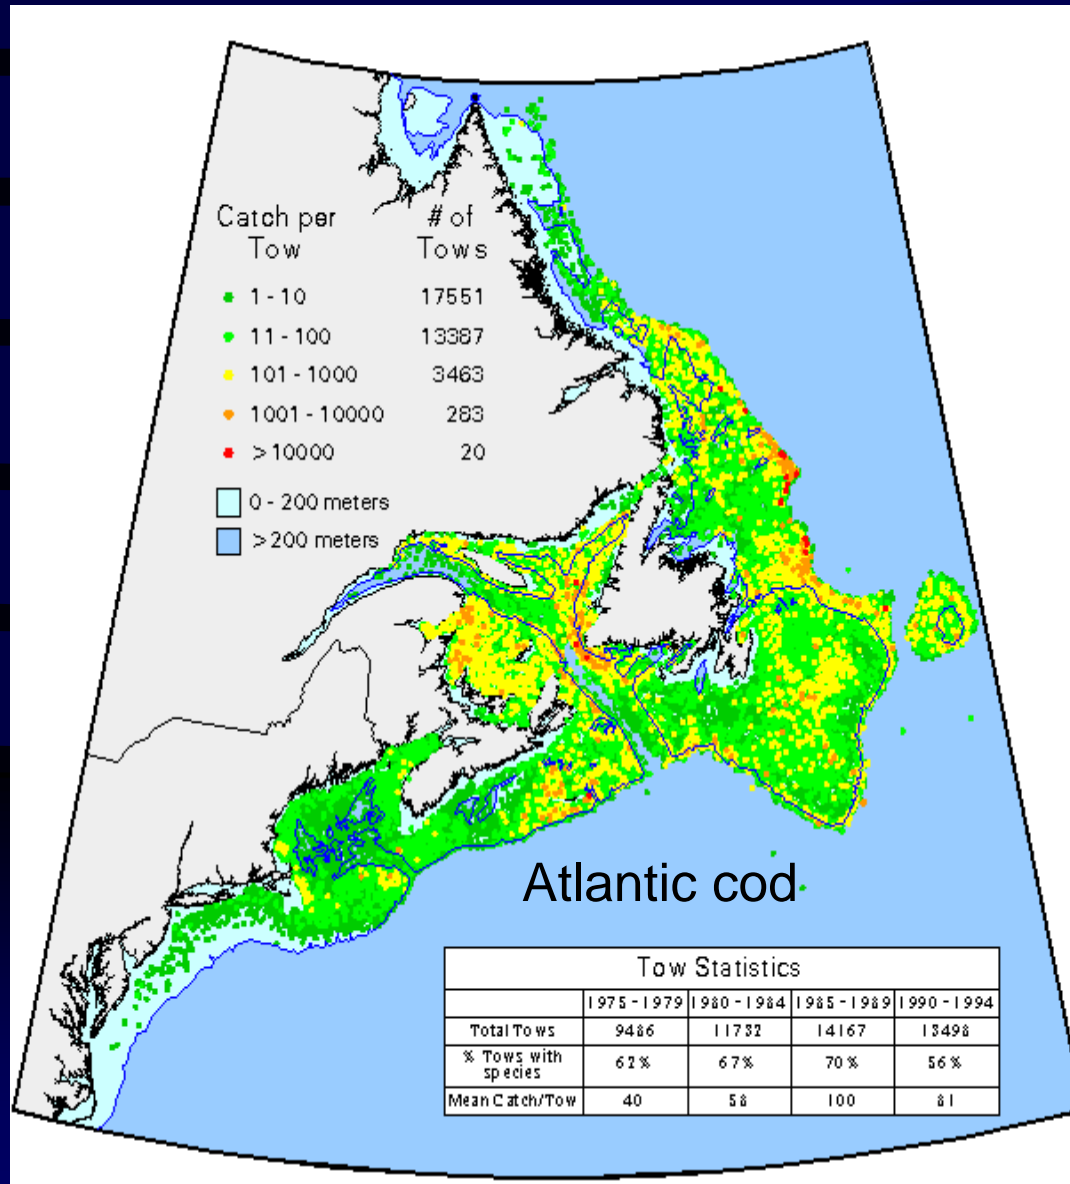 Catch per # of
Tow Tows
1 - 10 17551
11 - 100 13387
101 - 1000 3463
1001 - 10000 283
> 10000 20
0 - 200 meters
> 200 meters
Atlantic cod
Tow Statistics
1975 - 1979 1980 - 1984 1985 - 1989 1990 - 1994
Total Tows 9486 11732 14167 13498
% Tows with
species 62% 67% 70% 56%
Mean Catch/Tow 40 58 100 81